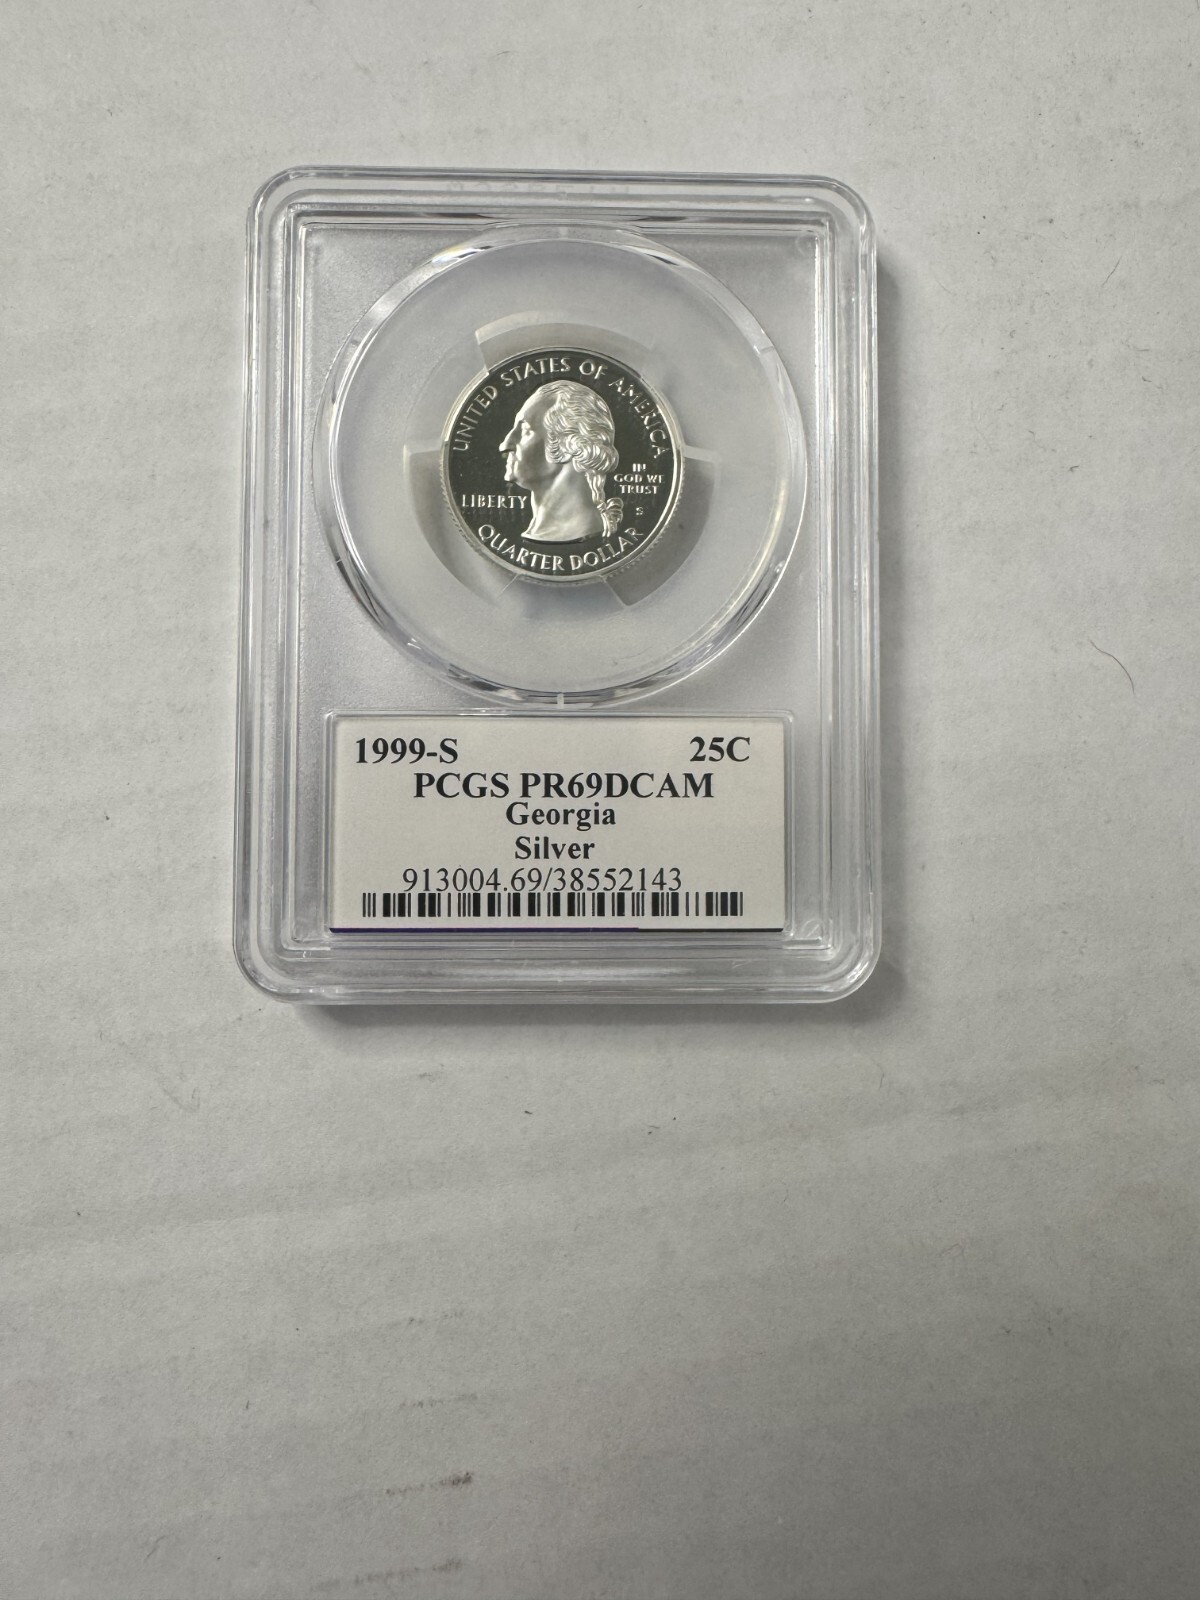 UNITED STATES OF AMERICA
LIBERTY
IN
GOD WE
TRUST
S
QUARTER DOLLAR
1999-S 25C
PCGS PR69DCAM
Georgia
Silver
913004.69/38552143